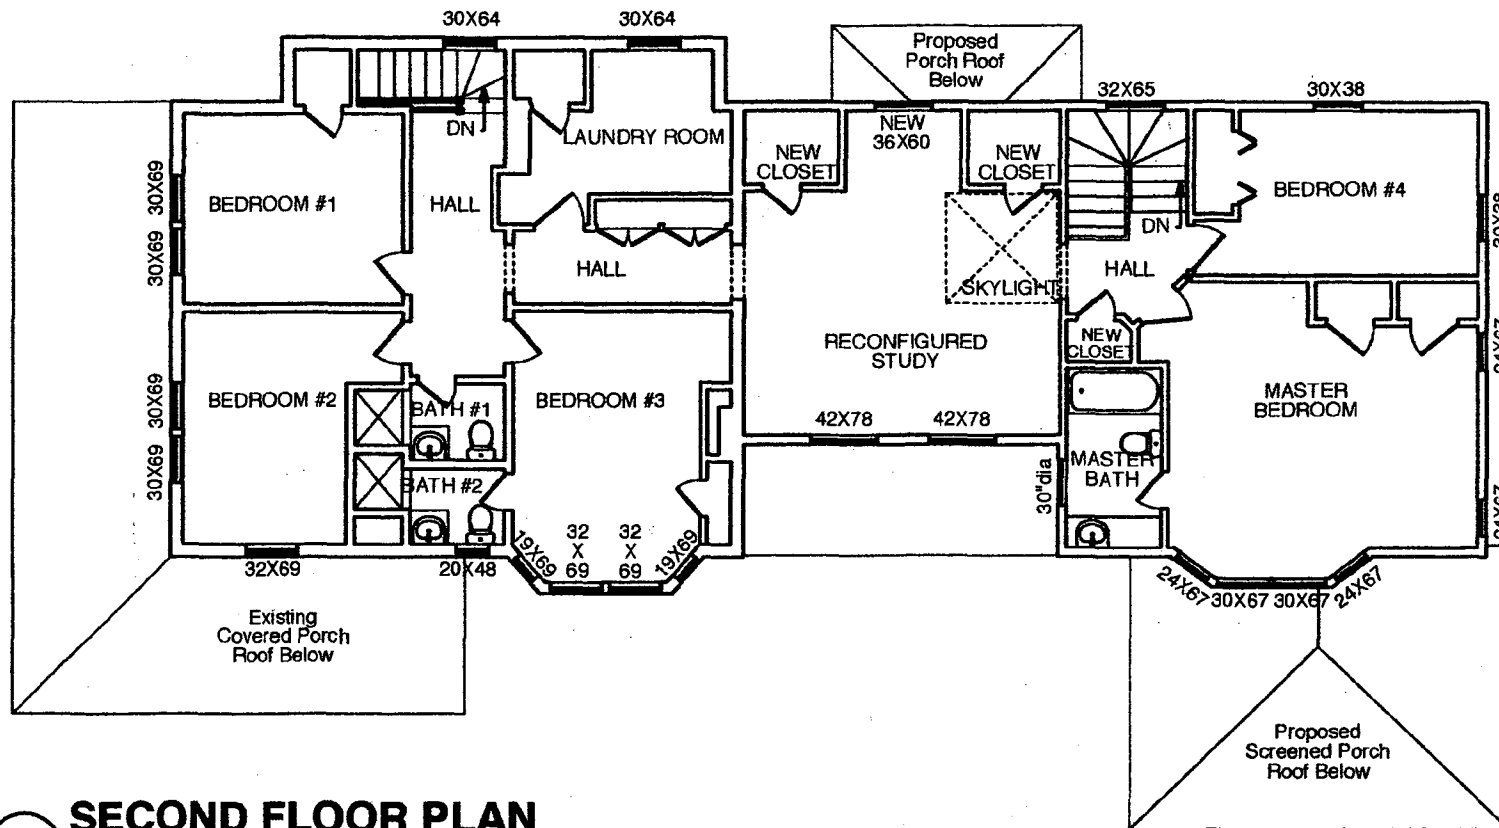 30X64
30X64
Proposed
Porch Roof
Below
32X65
30X38
DN
LAUNDRY ROOM
NEW
36X60
NEW
CLOSET
NEW
CLOSET
30X69
BEDROOM #1
HALL
BEDROOM #4
DN
30X69
HALL
SKYLIGHT
HALL
RECONFIGURED
STUDY
NEW
CLOSET
30X69
BEDROOM #2
BATH #1
BEDROOM #3
MASTER
BEDROOM
42X78
42X78
30X69
BATH #2
30"dia
MASTER
BATH
32X69
20X48
19X69
32
X
69
32
X
69
19X69
24X67
30X67
30X67
24X67
Existing
Covered Porch
Roof Below
Proposed
Screened Porch
Roof Below
SECOND FLOOR PLAN